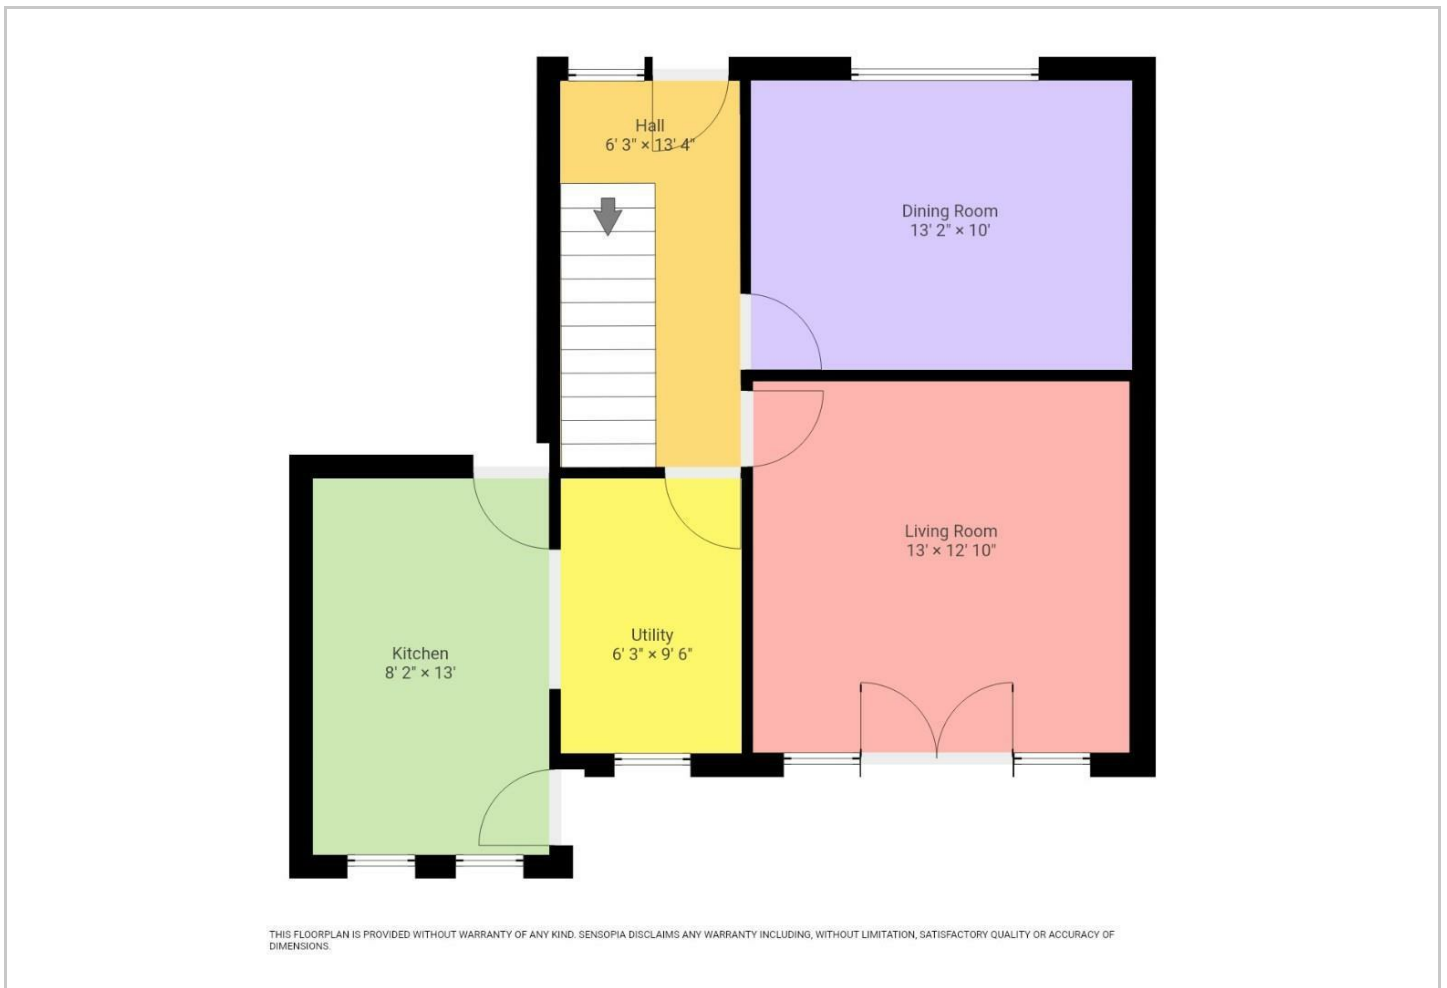 Hall
6' 3" × 13' 4"
Dining Room
13' 2" × 10'
Living Room
13' × 12' 10"
Utility
6' 3" × 9' 6"
Kitchen
8' 2" × 13'
THIS FLOORPLAN IS PROVIDED WITHOUT WARRANTY OF ANY KIND. SENSOPIA DISCLAIMS ANY WARRANTY INCLUDING, WITHOUT LIMITATION, SATISFACTORY QUALITY OR ACCURACY OF
DIMENSIONS.